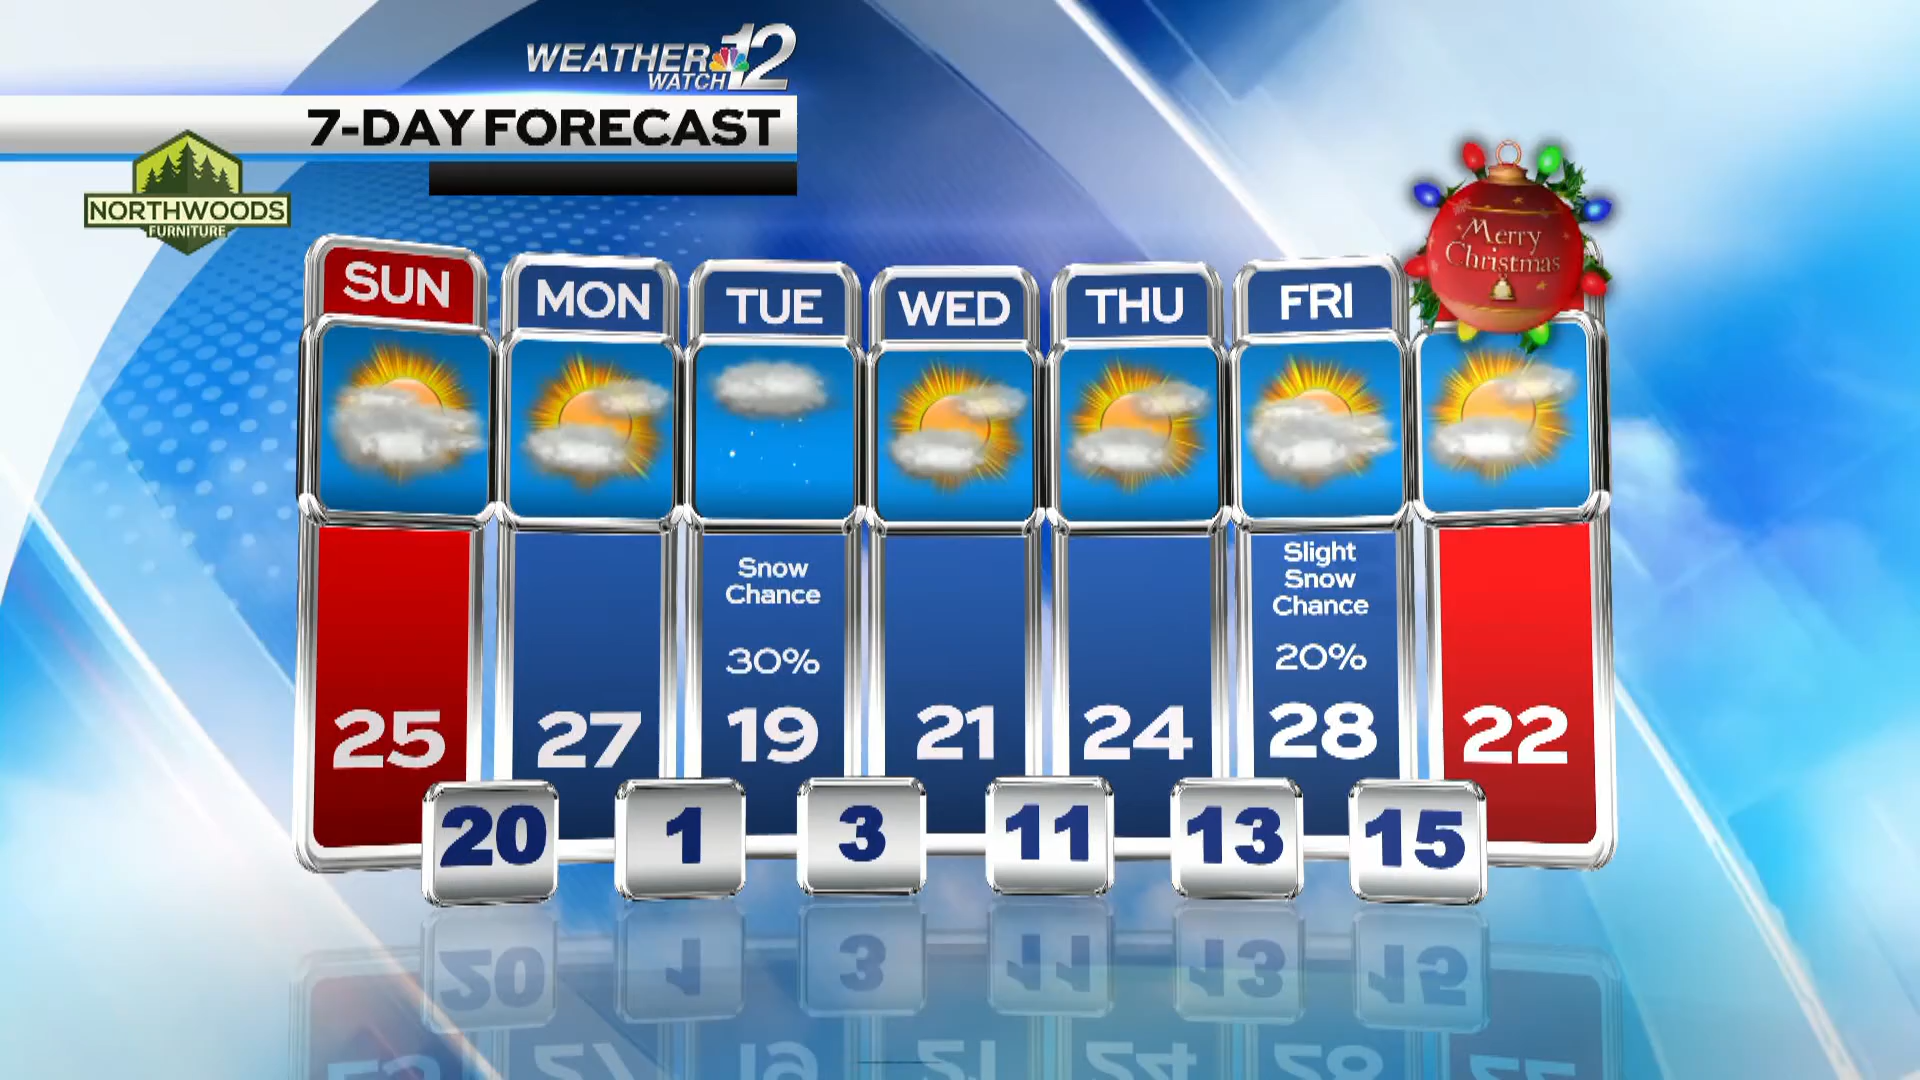 WEATHER 12
WATCH
7-DAY FORECAST
NORTHWOODS
FURNITURE
Merry
Christmas
SUN MON TUE WED THU FRI
Snow
Chance
30%
Slight
Snow
Chance
20%
25 27 19 21 24 28 22
20 1 3 11 13 15